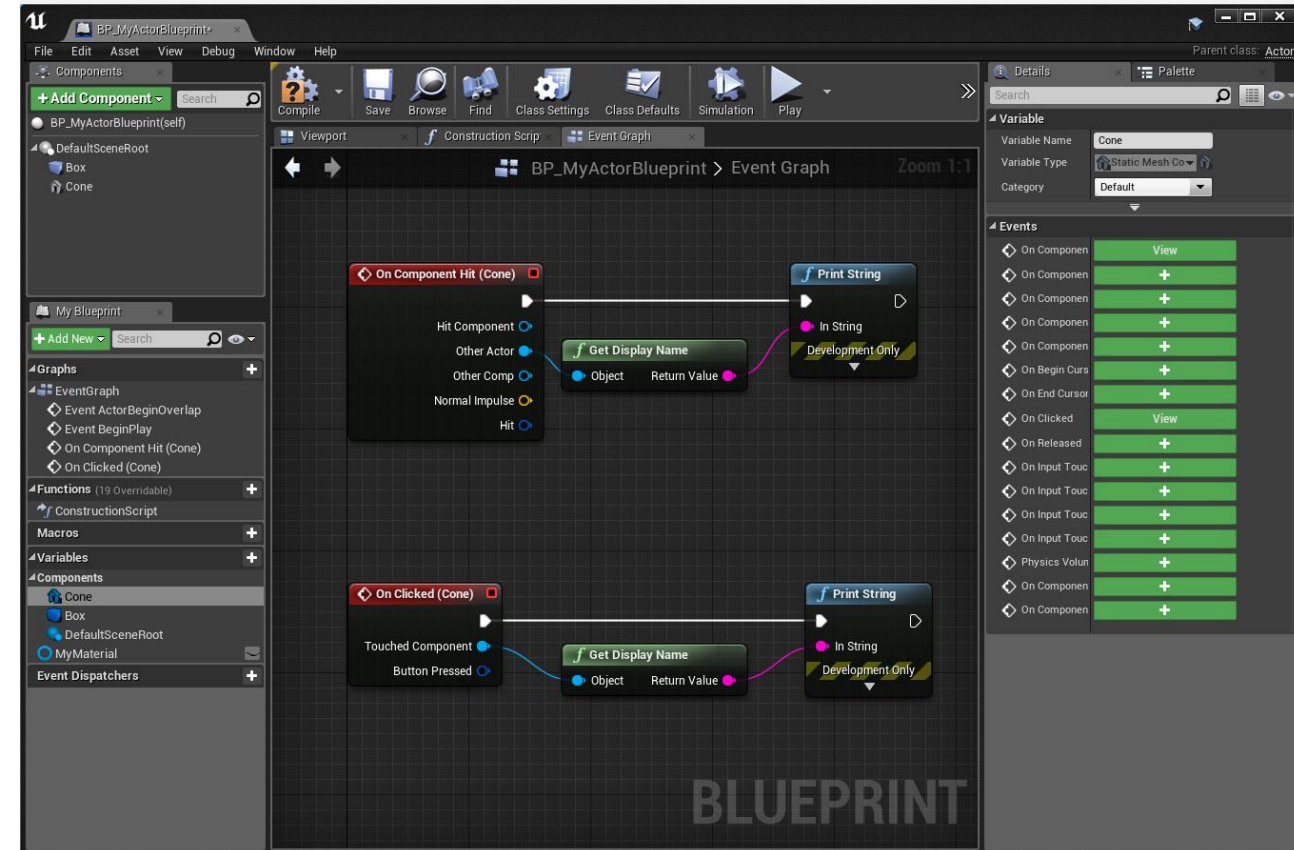 BP_MyActorBlueprint*
File Edit Asset View Debug Window Help
Parent class: Actor
Components
+Add Component
Search
BP_MyActorBlueprint(self)
DefaultSceneRoot
Box
Cone
My Blueprint
+Add New
Search
Graphs
EventGraph
Event ActorBeginOverlap
Event BeginPlay
On Component Hit (Cone)
On Clicked (Cone)
Functions (19 Overridable)
ConstructionScript
Macros
Variables
Components
Cone
Box
DefaultSceneRoot
MyMaterial
Event Dispatchers
Compile Save Browse Find Class Settings Class Defaults Simulation Play
Viewport Construction Scrip Event Graph
BP_MyActorBlueprint > Event Graph
Zoom 1:1
On Component Hit (Cone)
Hit Component
Other Actor
Other Comp
Normal Impulse
Hit
f Get Display Name
Object Return Value
f Print String
In String
Development Only
On Clicked (Cone)
Touched Component
Button Pressed
f Get Display Name
Object Return Value
f Print String
In String
Development Only
BLUEPRINT
Details Palette
Search
Variable
Variable Name Cone
Variable Type Static Mesh Co
Category Default
Events
On Componen View
On Componen +
On Componen +
On Componen +
On Componen +
On Begin Curs +
On End Cursor +
On Clicked View
On Released +
On Input Touc +
On Input Touc +
On Input Touc +
On Input Touc +
Physics Volun +
On Componen +
On Componen +